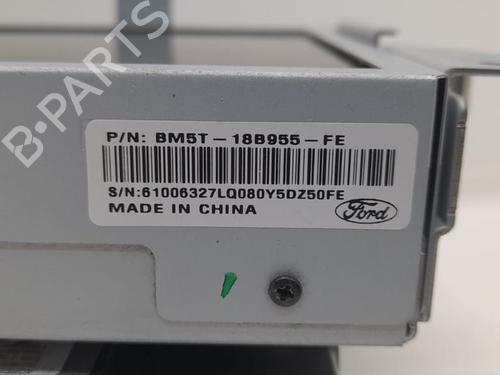 B-PARTS
P/N: BM5T-18B955-FE
S/N:61006327LQ080Y5DZ50FE
MADE IN CHINA
Ford